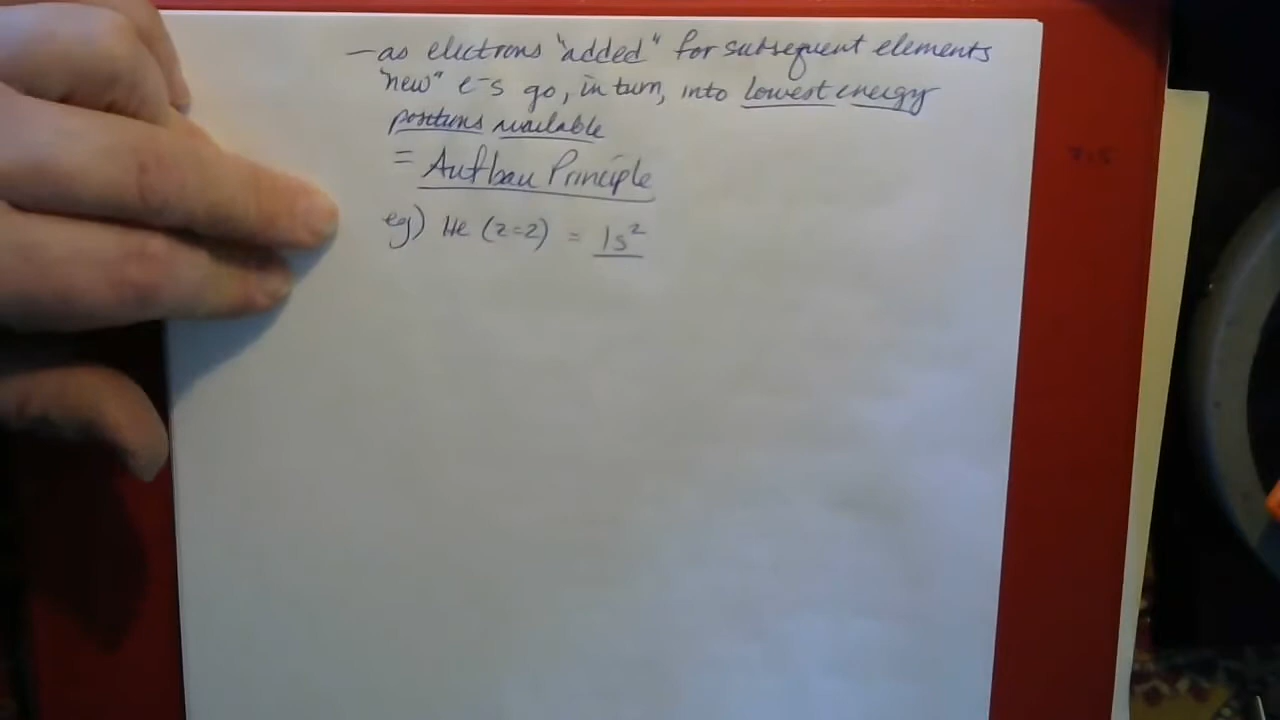 — as electrons "added" for subsequent elements
"new" e⁻s go, in turn, into lowest energy
positions available
= Aufbau Principle
eg) He (z=2) = 1s²